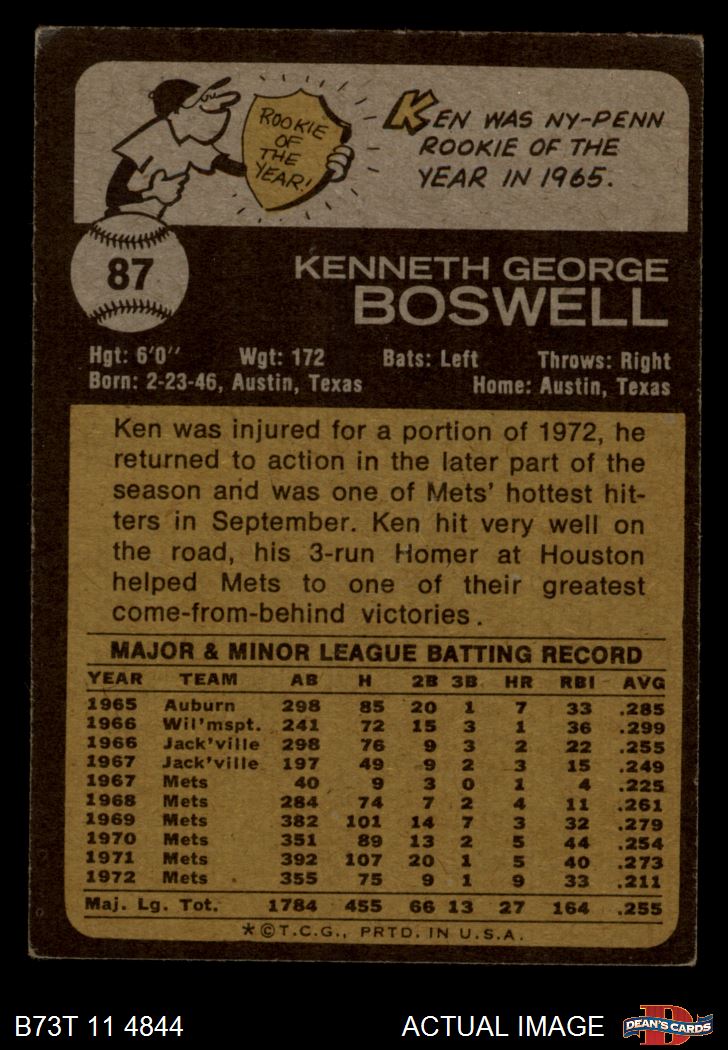 ROOKIE
OF
THE
YEAR!
KEN WAS NY-PENN
ROOKIE OF THE
YEAR IN 1965.
87
KENNETH GEORGE
BOSWELL
Hgt: 6'0" Wgt: 172 Bats: Left Throws: Right
Born: 2-23-46, Austin, Texas Home: Austin, Texas
Ken was injured for a portion of 1972, he
returned to action in the later part of the
season and was one of Mets' hottest hit-
ters in September. Ken hit very well on
the road, his 3-run Homer at Houston
helped Mets to one of their greatest
come-from-behind victories.
MAJOR & MINOR LEAGUE BATTING RECORD
YEAR TEAM AB H 2B 3B HR RBI AVG
1965 Auburn 298 85 20 1 7 33 .285
1966 Wil'mspt. 241 72 15 3 1 36 .299
1966 Jack'ville 298 76 9 3 2 22 .255
1967 Jack'ville 197 49 9 2 3 15 .249
1967 Mets 40 9 3 0 1 4 .225
1968 Mets 284 74 7 2 4 11 .261
1969 Mets 382 101 14 7 3 32 .279
1970 Mets 351 89 13 2 5 44 .254
1971 Mets 392 107 20 1 5 40 .273
1972 Mets 355 75 9 1 9 33 .211
Maj. Lg. Tot. 1784 455 66 13 27 164 .255
*©T.C.G., PRTD. IN U.S.A.
B73T 11 4844 ACTUAL IMAGE DEAN'S CARDS